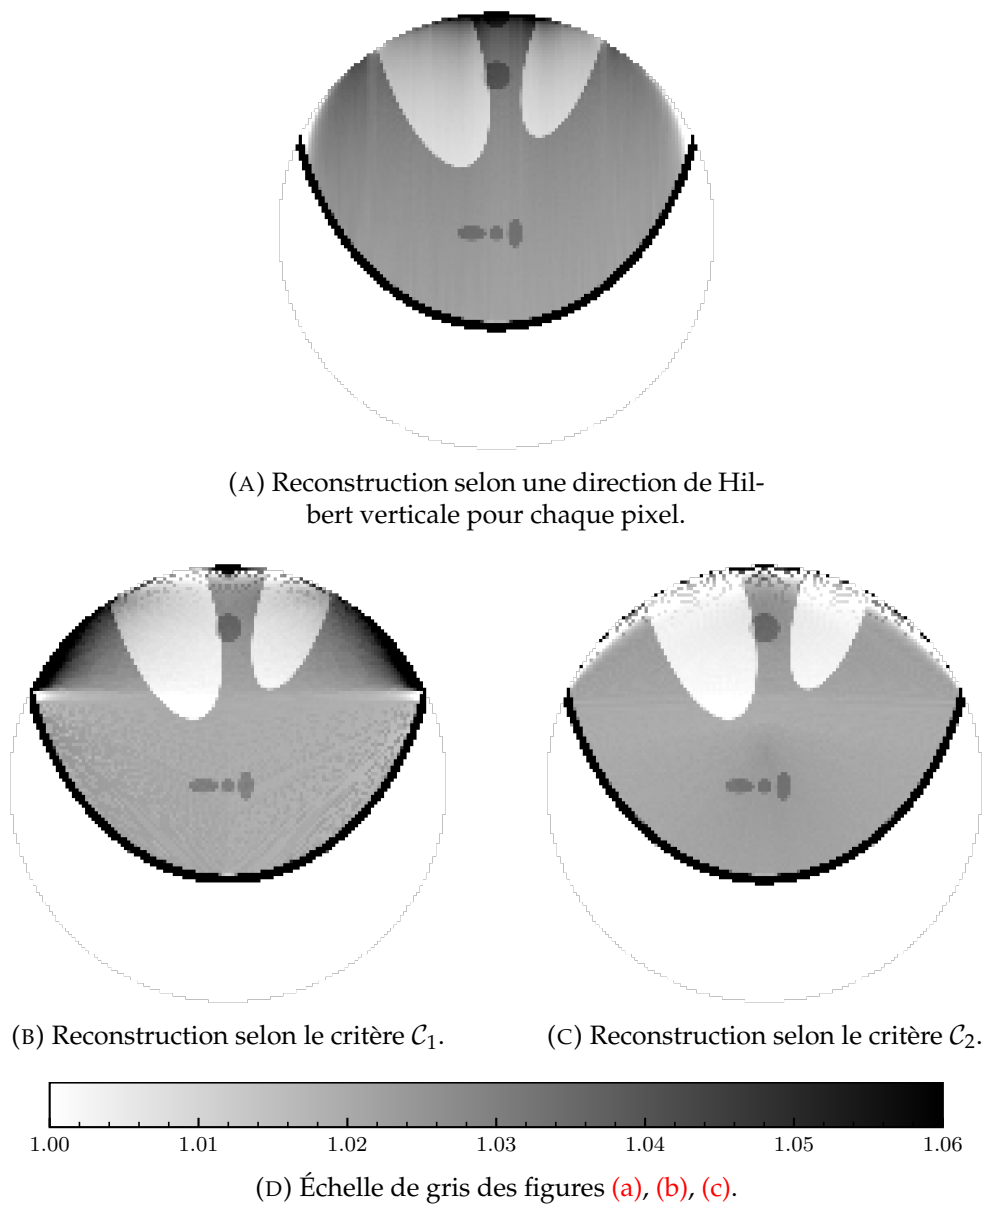 (A) Reconstruction selon une direction de Hil-
bert verticale pour chaque pixel.
(B) Reconstruction selon le critère 𝒞₁.
(C) Reconstruction selon le critère 𝒞₂.
1.00 1.01 1.02 1.03 1.04 1.05 1.06
(D) Échelle de gris des figures (a), (b), (c).